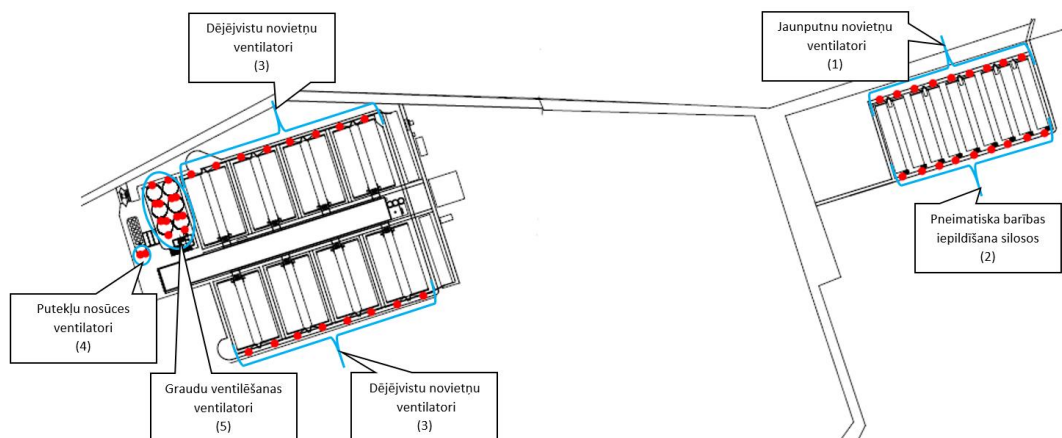 Dējējvistu novietņu
ventilatori
(3)
Jaunputnu novietņu
ventilatori
(1)
Pneimatiska barības
iepildīšana silosos
(2)
Putekļu nosūces
ventilatori
(4)
Graudu ventilēšanas
ventilatori
(5)
Dējējvistu novietņu
ventilatori
(3)